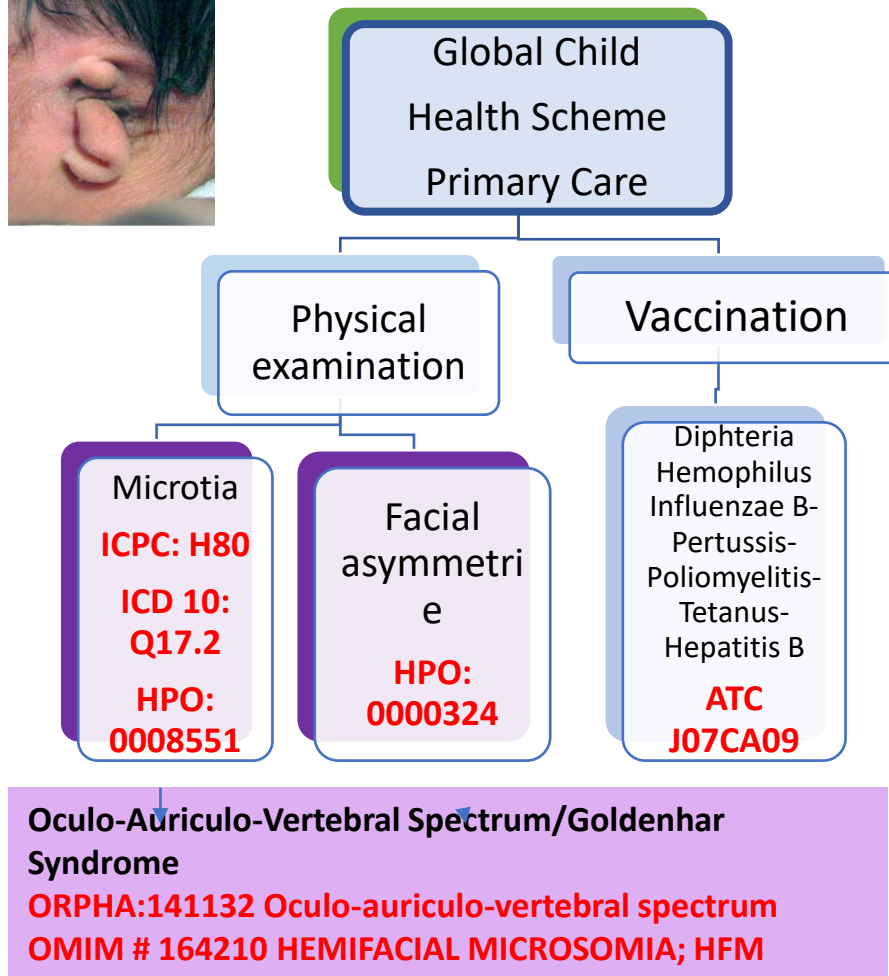 Global Child
Health Scheme
Primary Care
Physical
examination
Vaccination
Microtia
ICPC: H80
ICD 10:
Q17.2
HPO:
0008551
Facial
asymmetri
e
HPO:
0000324
Diphteria
Hemophilus
Influenzae B-
Pertussis-
Poliomyelitis-
Tetanus-
Hepatitis B
ATC
J07CA09
Oculo-Auriculo-Vertebral Spectrum/Goldenhar
Syndrome
ORPHA:141132 Oculo-auriculo-vertebral spectrum
OMIM # 164210 HEMIFACIAL MICROSOMIA; HFM